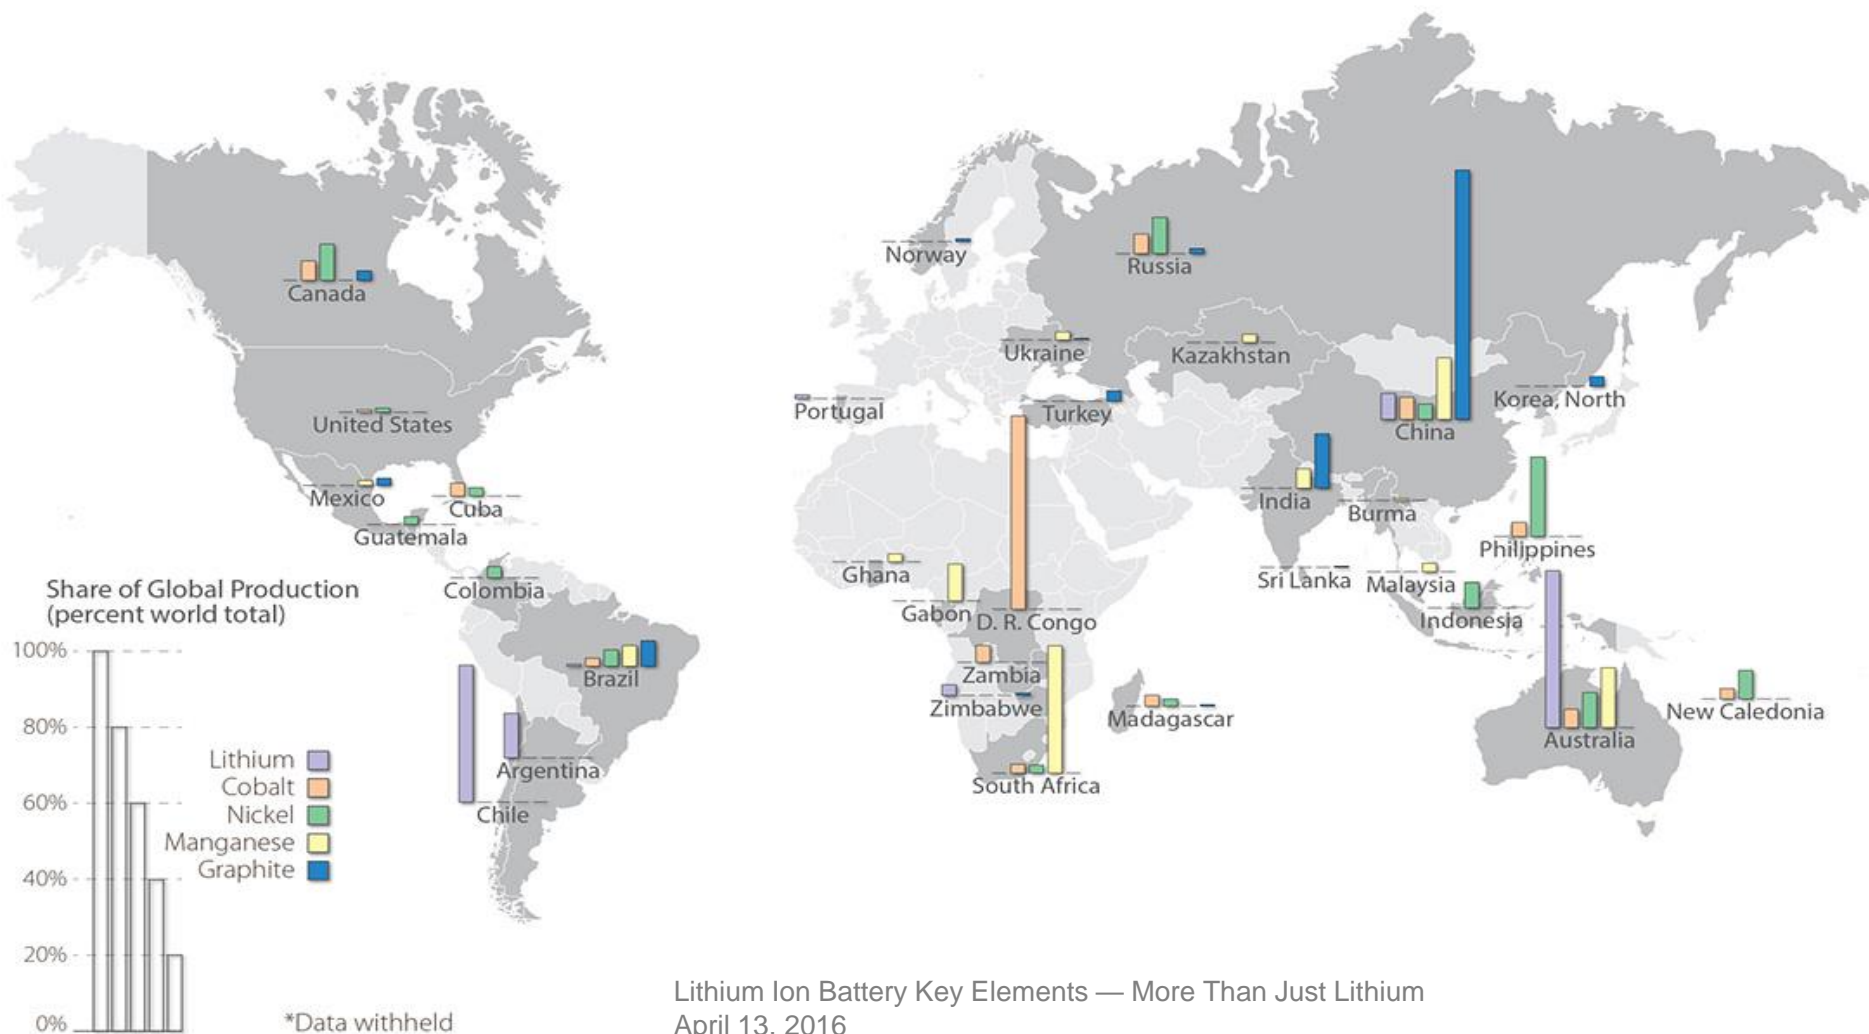 Canada
Norway
Russia
Ukraine
Kazakhstan
United States
Portugal
Turkey
China
Korea, North
Mexico
Cuba
India
Burma
Guatemala
Philippines
Colombia
Ghana
Gabon
D. R. Congo
Sri Lanka
Malaysia
Indonesia
Brazil
Zambia
Zimbabwe
Madagascar
South Africa
Australia
New Caledonia
Argentina
Chile
Share of Global Production
(percent world total)
100%
80%
60%
40%
20%
0%
Lithium
Cobalt
Nickel
Manganese
Graphite
*Data withheld
Lithium Ion Battery Key Elements — More Than Just Lithium
April 13, 2016